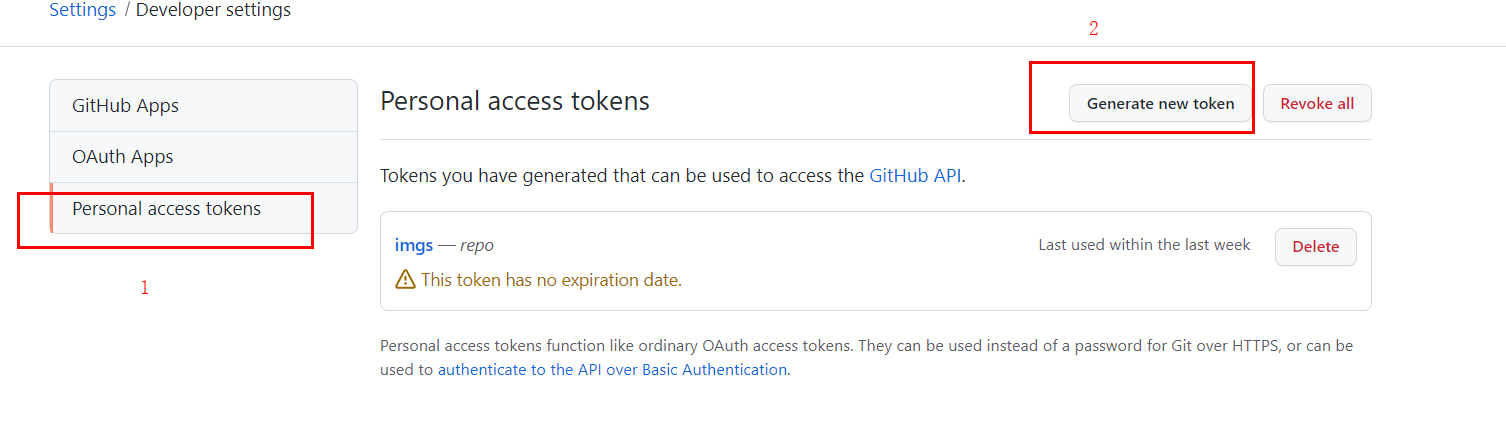 Settings / Developer settings
2
GitHub Apps
OAuth Apps
Personal access tokens
1
Personal access tokens
Generate new token
Revoke all
Tokens you have generated that can be used to access the GitHub API.
imgs — repo
Last used within the last week
Delete
This token has no expiration date.
Personal access tokens function like ordinary OAuth access tokens. They can be used instead of a password for Git over HTTPS, or can be
used to authenticate to the API over Basic Authentication.